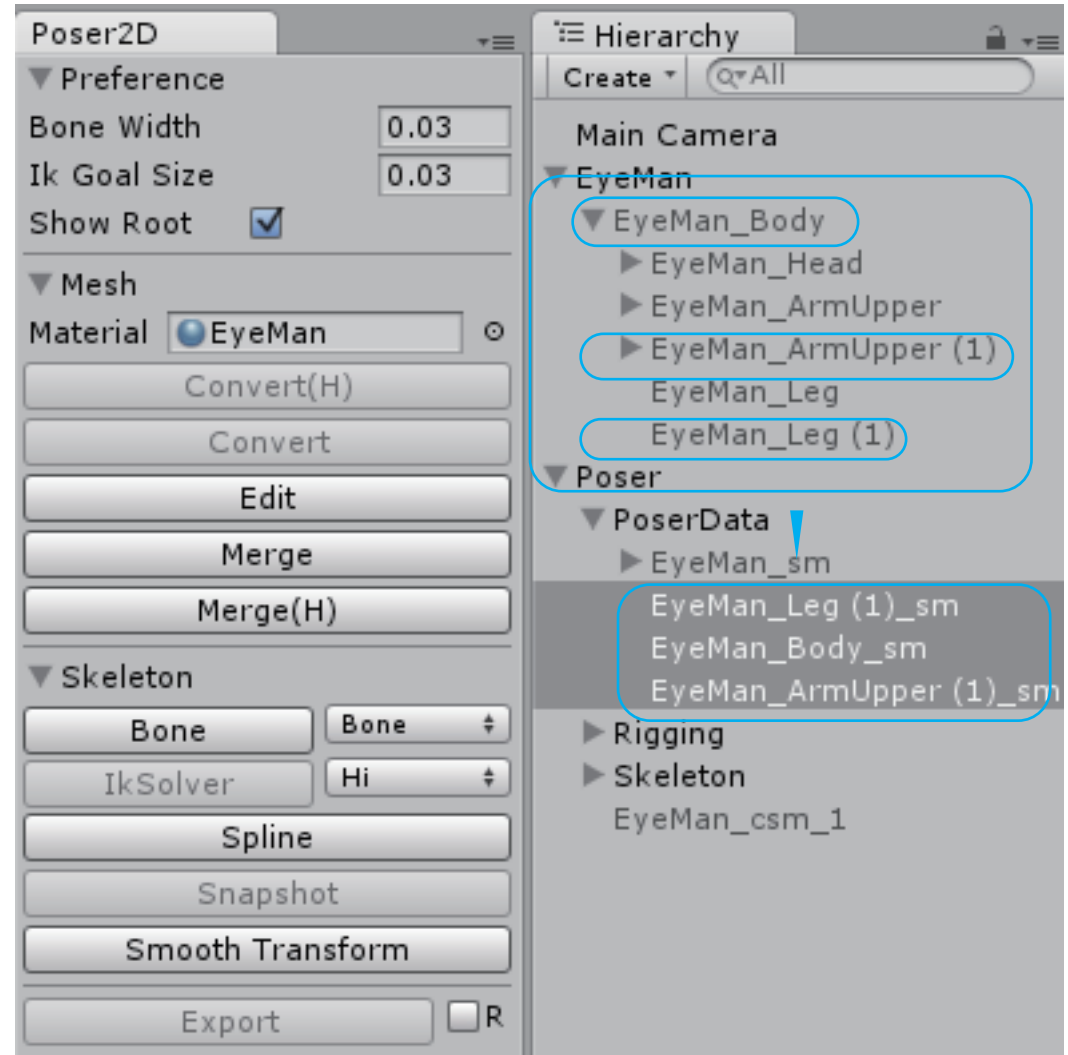 Poser2D
Preference
Bone Width 0.03
Ik Goal Size 0.03
Show Root
Mesh
Material EyeMan
Convert(H)
Convert
Edit
Merge
Merge(H)
Skeleton
Bone Bone
IkSolver Hi
Spline
Snapshot
Smooth Transform
Export R
Hierarchy
Create All
Main Camera
EyeMan
EyeMan_Body
EyeMan_Head
EyeMan_ArmUpper
EyeMan_ArmUpper (1)
EyeMan_Leg
EyeMan_Leg (1)
Poser
PoserData
EyeMan_sm
EyeMan_Leg (1)_sm
EyeMan_Body_sm
EyeMan_ArmUpper (1)_sm
Rigging
Skeleton
EyeMan_csm_1